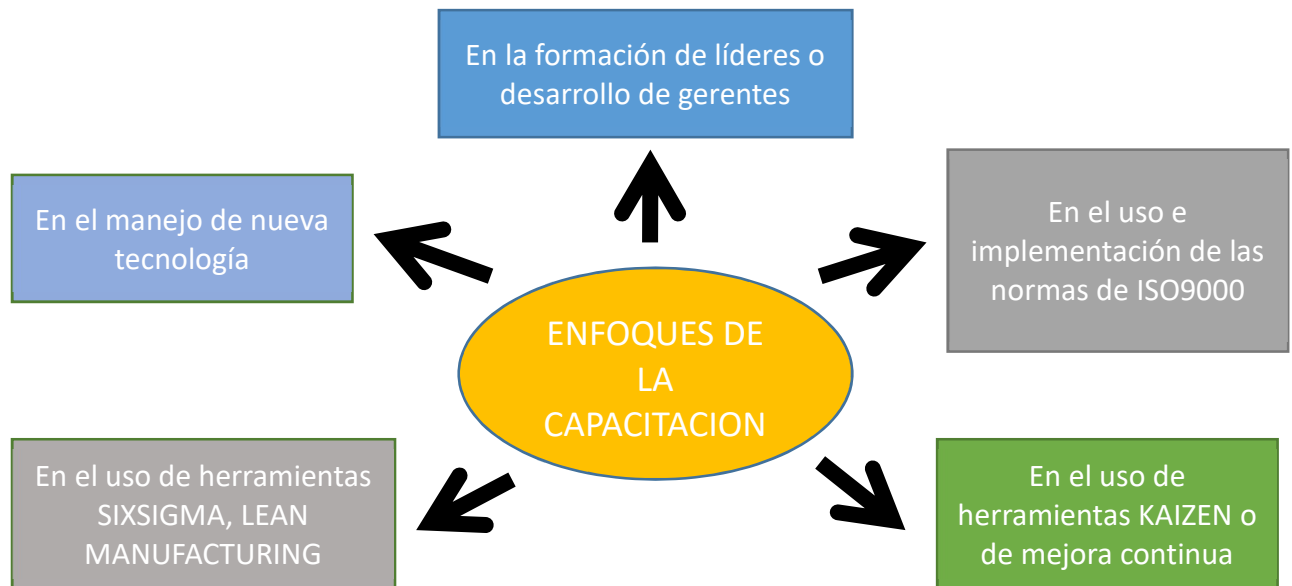 En la formación de líderes o
desarrollo de gerentes
En el manejo de nueva
tecnología
En el uso e
implementación de las
normas de ISO9000
ENFOQUES DE
LA
CAPACITACION
En el uso de herramientas
SIXSIGMA, LEAN
MANUFACTURING
En el uso de
herramientas KAIZEN o
de mejora continua